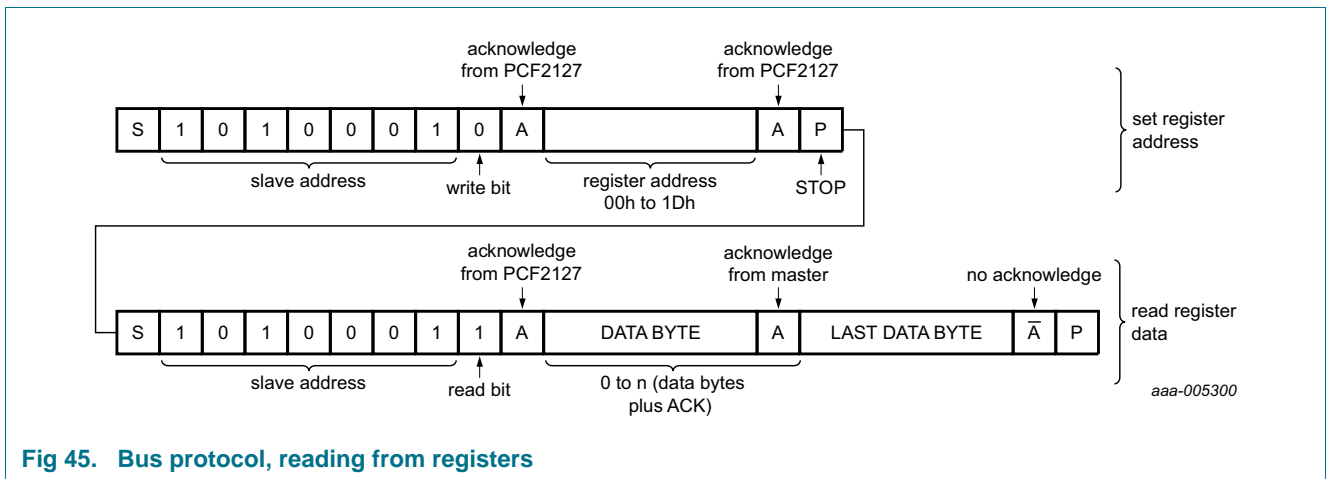 acknowledge
from PCF2127
acknowledge
from PCF2127
S 1 0 1 0 0 0 1 0 A A P
set register
address
slave address
write bit
register address
00h to 1Dh
STOP
acknowledge
from PCF2127
acknowledge
from master
no acknowledge
S 1 0 1 0 0 0 1 1 A DATA BYTE A LAST DATA BYTE A̅ P
read register
data
slave address
read bit
0 to n (data bytes
plus ACK)
aaa-005300
Fig 45. Bus protocol, reading from registers